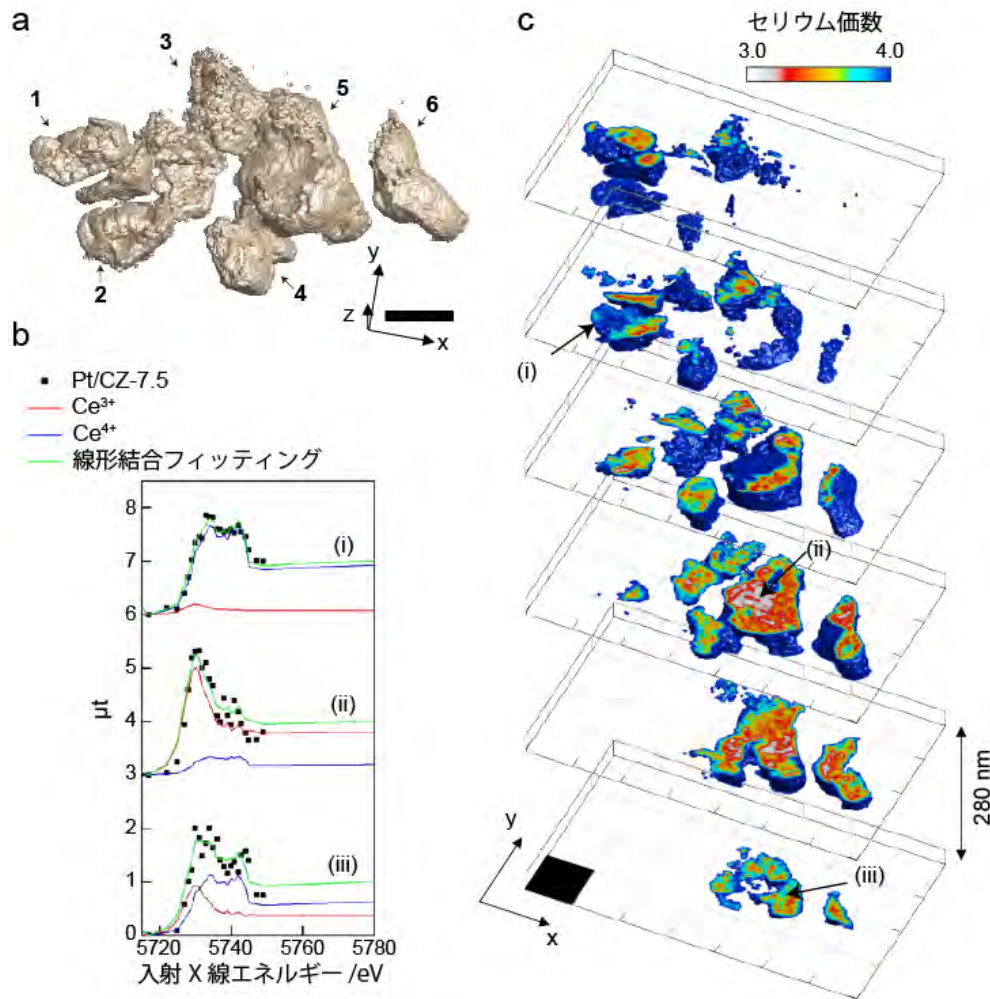 a
1
2
3
4
5
6
y
z
x
b
Pt/CZ-7.5
Ce³⁺
Ce⁴⁺
線形結合フィッティング
8
7
6
5
4
3
2
1
0
µt
(i)
(ii)
(iii)
5720 5740 5760 5780
入射 X 線エネルギー /eV
c
セリウム価数
3.0 4.0
(i)
(ii)
(iii)
280 nm
y
x